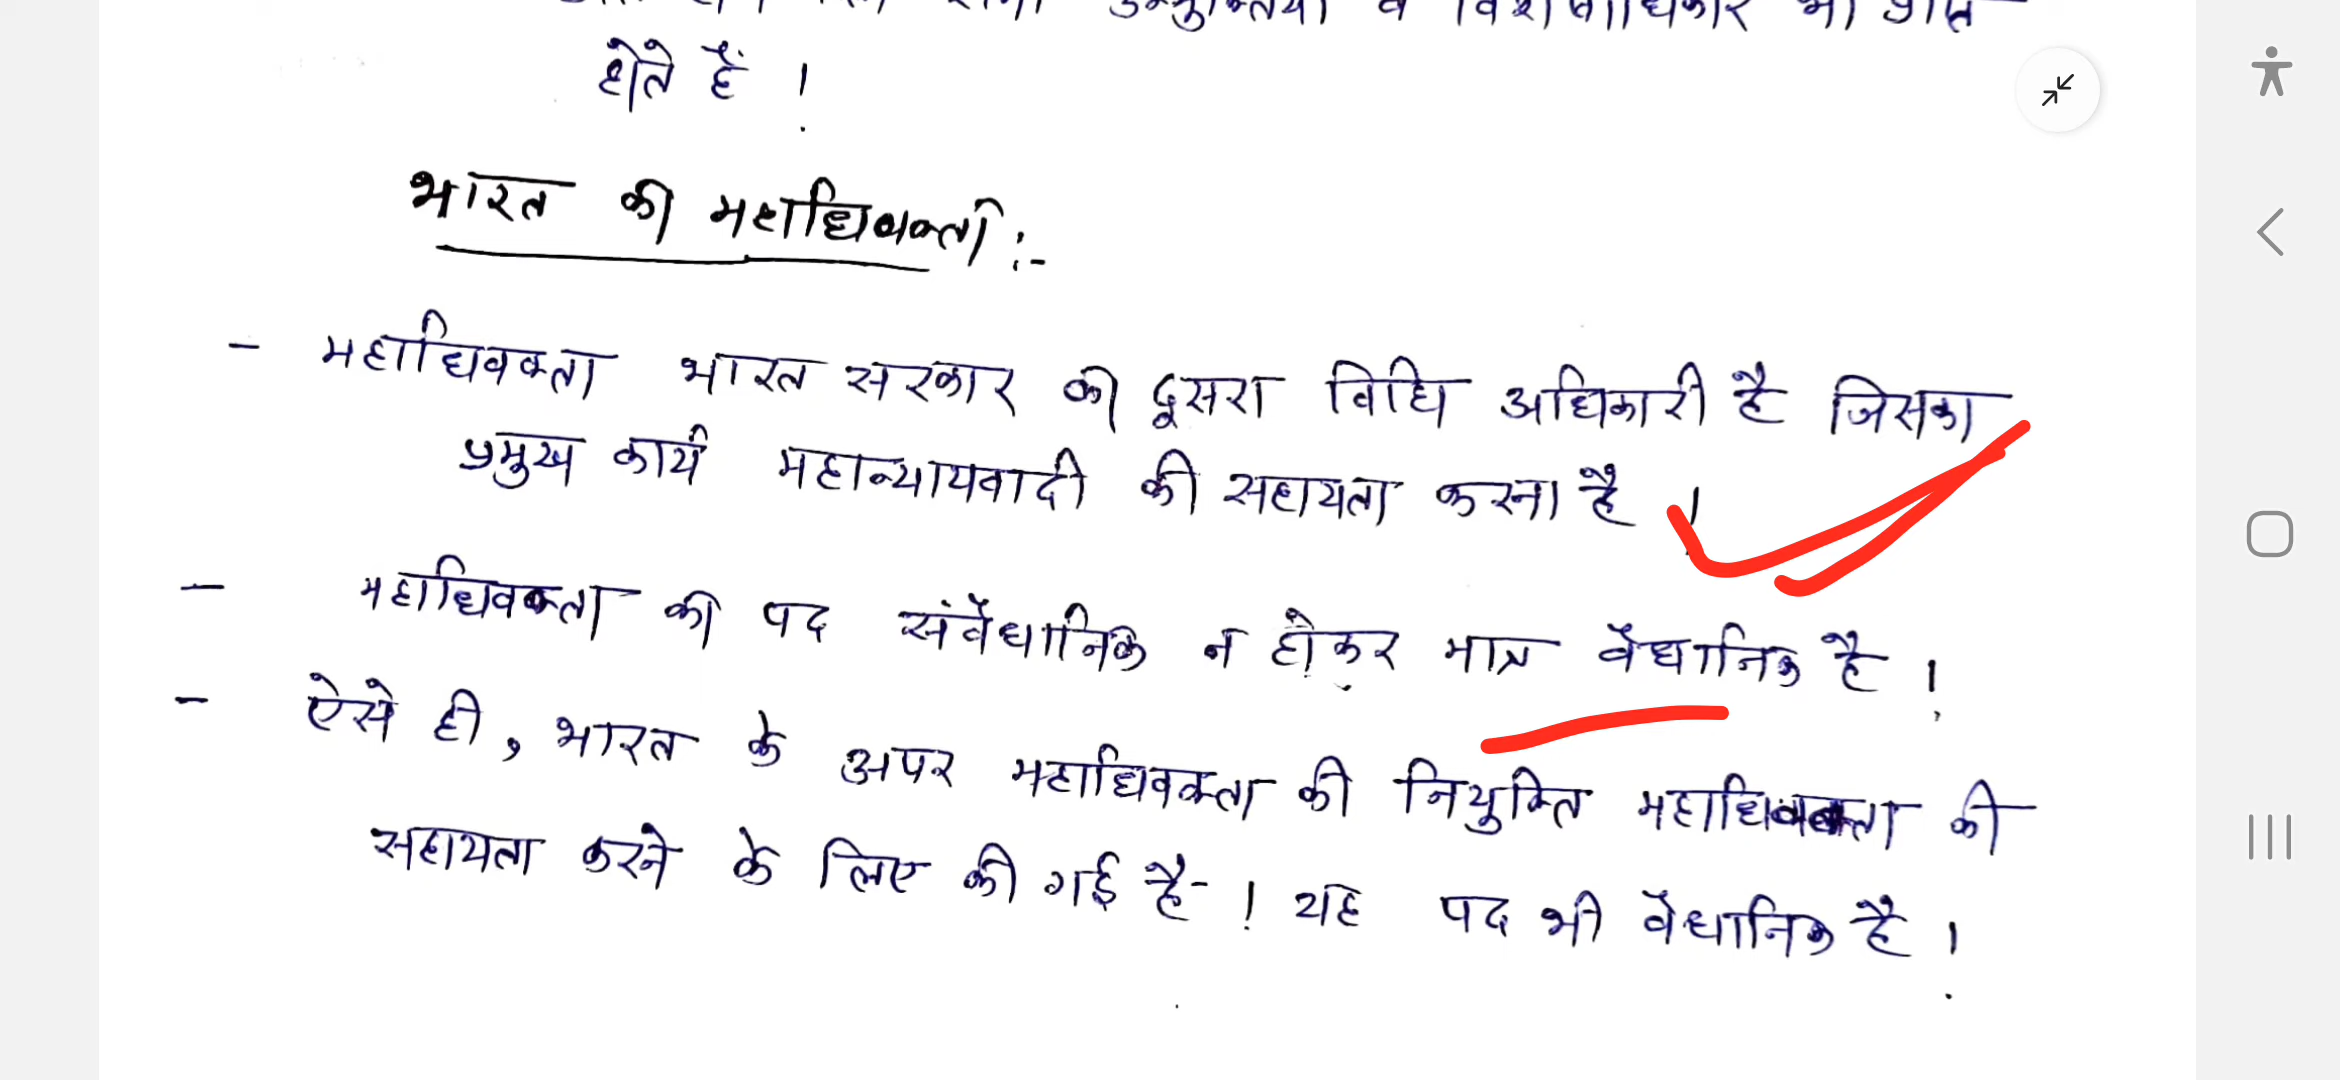 विशेषाधिकार भी प्राप्त
होते हैं !
भारत की महाधिवक्ता :-
- महाधिवक्ता भारत सरकार की दूसरा विधि अधिकारी है जिसका
प्रमुख कार्य महान्यायवादी की सहायता करना है !
- महाधिवक्ता की पद संवैधानिक न होकर मात्र वैधानिक है !
- ऐसे ही, भारत के अपर महाधिवक्ता की नियुक्ति महाधिवक्ता की
सहायता करने के लिए की गई है - ! यह पद भी वैधानिक है !